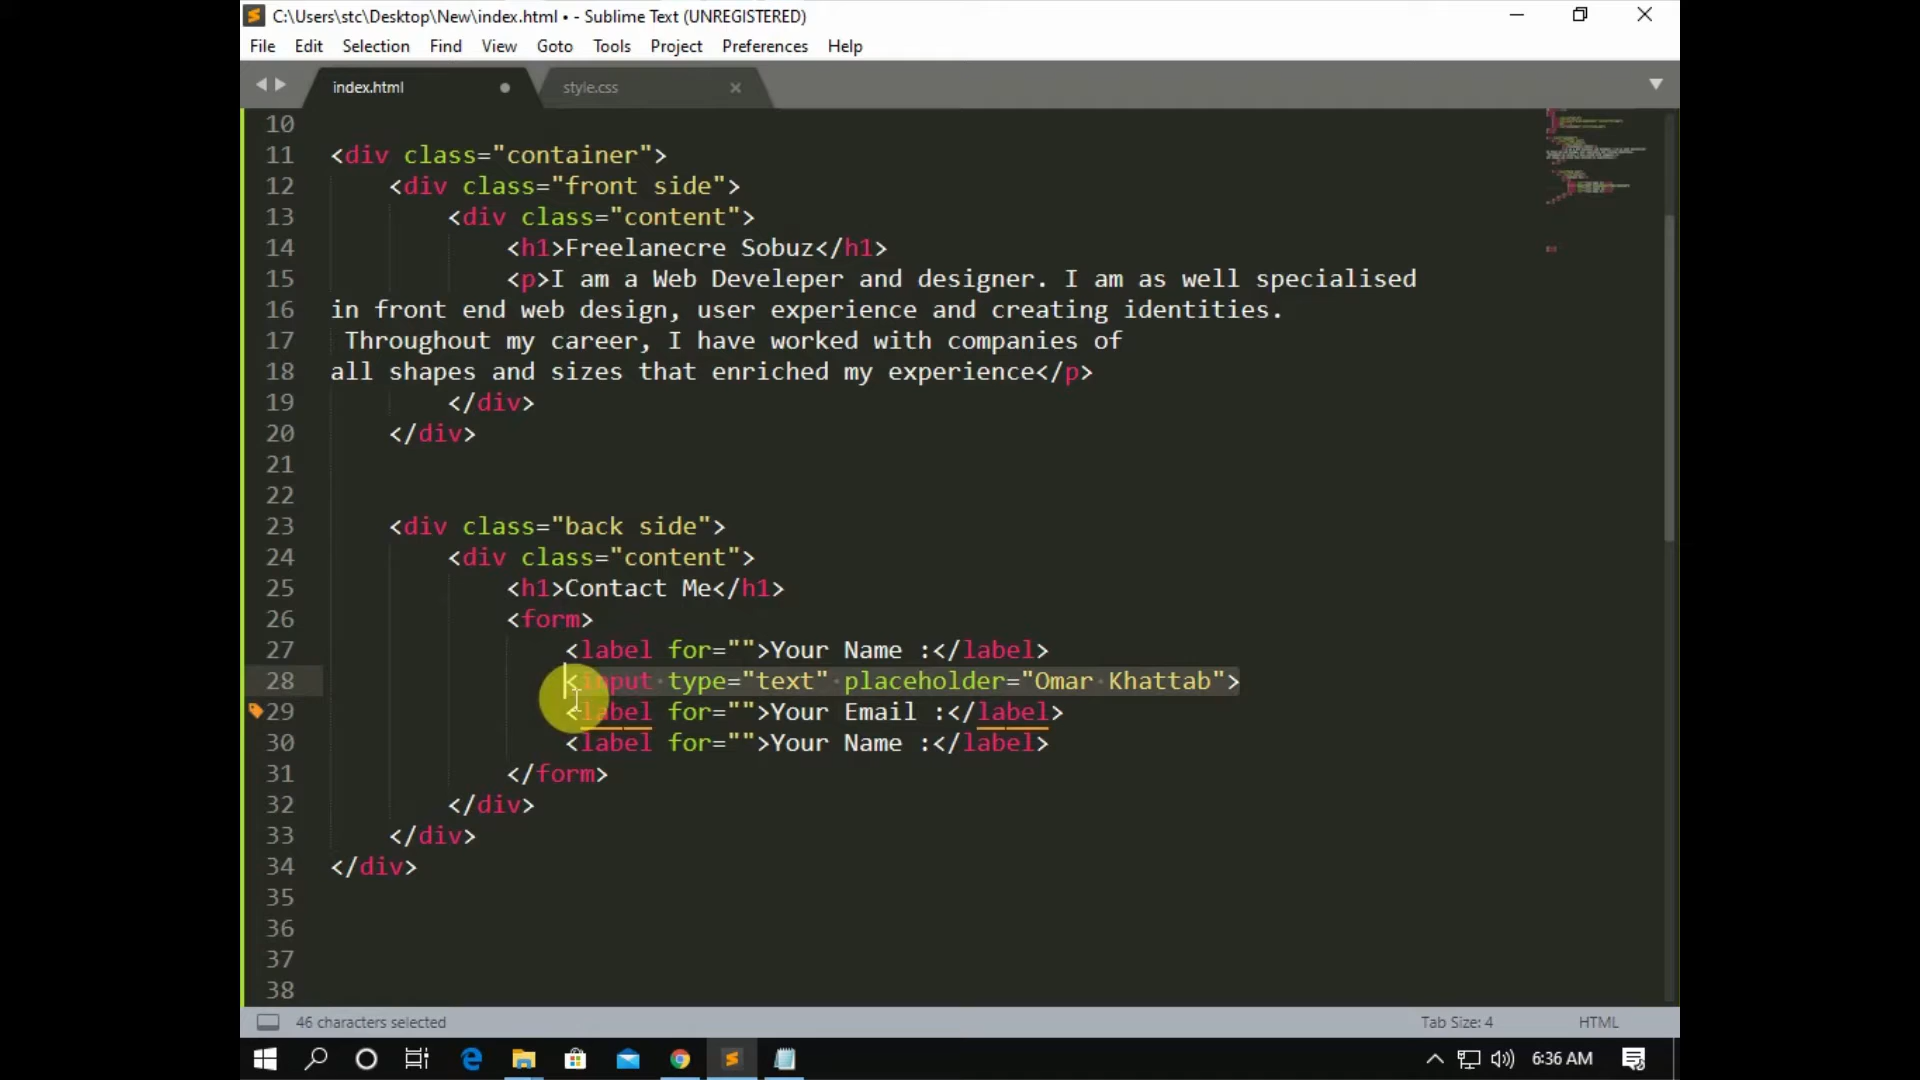 C:\Users\stc\Desktop\New\index.html • - Sublime Text (UNREGISTERED)
File Edit Selection Find View Goto Tools Project Preferences Help
index.html style.css
10
11 <div class="container">
12 <div class="front side">
13 <div class="content">
14 <h1>Freelanecre Sobuz</h1>
15 <p>I am a Web Develeper and designer. I am as well specialised
16 in front end web design, user experience and creating identities.
17 Throughout my career, I have worked with companies of
18 all shapes and sizes that enriched my experience</p>
19 </div>
20 </div>
21
22
23 <div class="back side">
24 <div class="content">
25 <h1>Contact Me</h1>
26 <form>
27 <label for="">Your Name :</label>
28 <input type="text" placeholder="Omar Khattab">
29 <label for="">Your Email :</label>
30 <label for="">Your Name :</label>
31 </form>
32 </div>
33 </div>
34 </div>
35
36
37
38
46 characters selected Tab Size: 4 HTML
6:36 AM